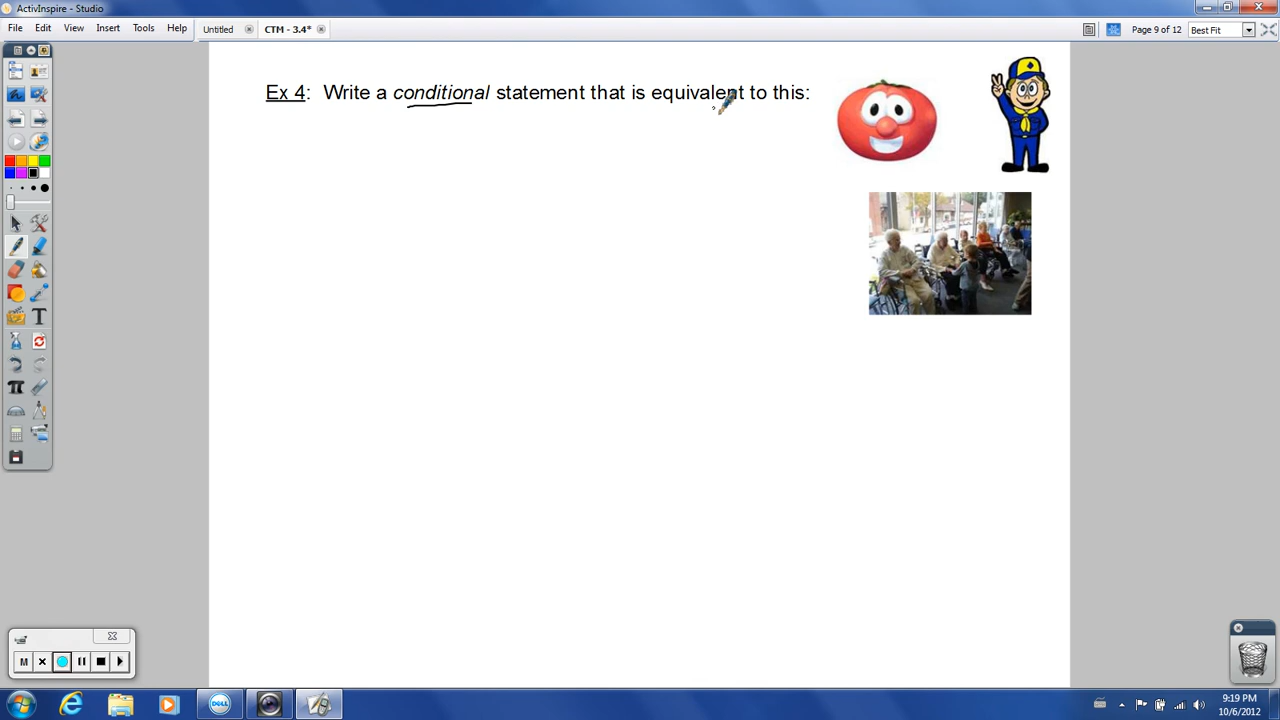 ActivInspire - Studio
File Edit View Insert Tools Help
Untitled
CTM - 3.4*
Page 9 of 12
Best Fit
Ex 4: Write a conditional statement that is equivalent to this:
T
M
DELL
9:19 PM
10/6/2012